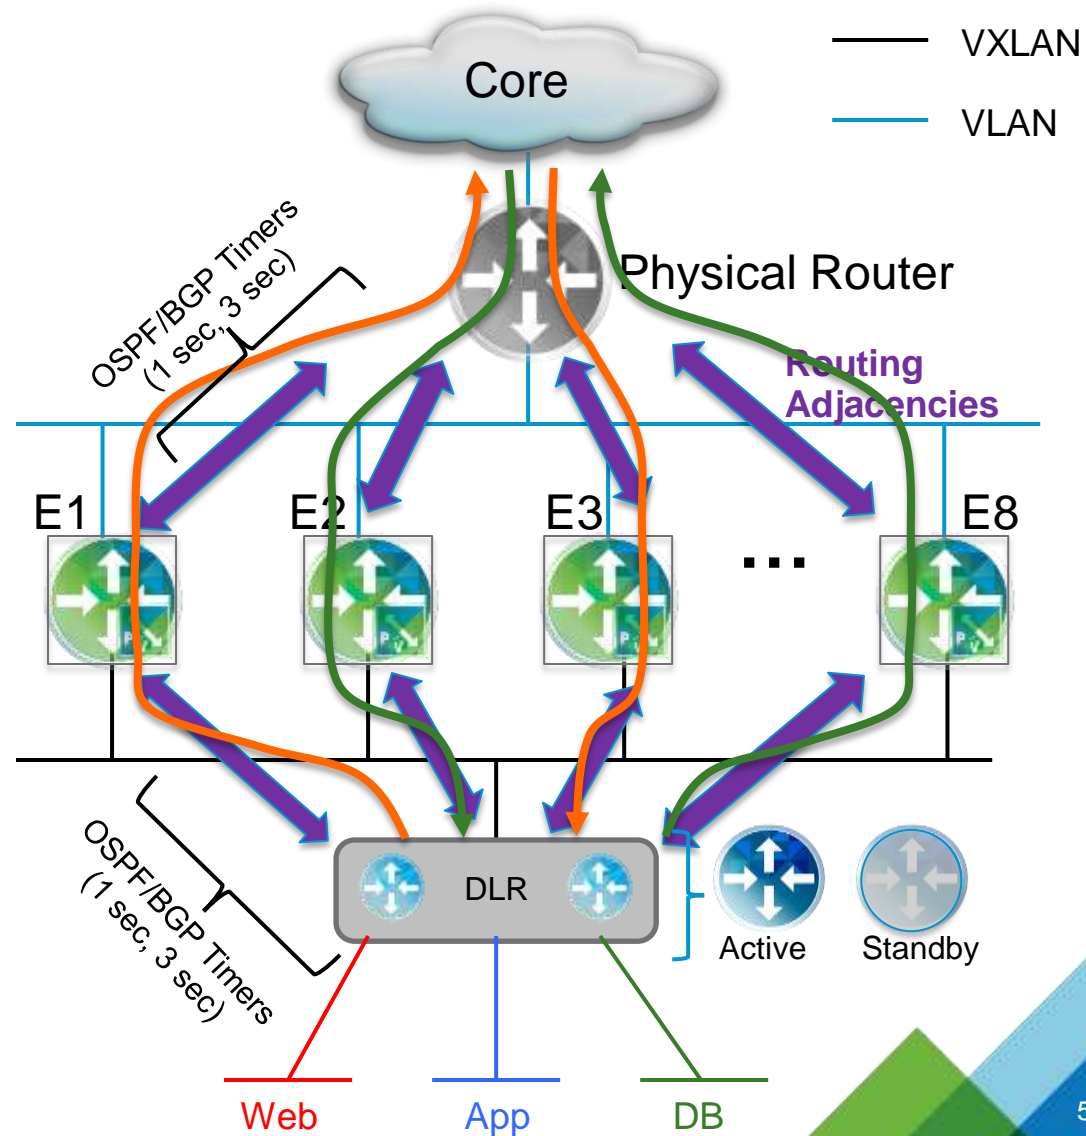 Core
VXLAN
VLAN
OSPF/BGP Timers
(1 sec, 3 sec)
Physical Router
Routing
Adjacencies
E1
E2
E3
...
E8
OSPF/BGP Timers
(1 sec, 3 sec)
DLR
Active
Standby
Web
App
DB
5